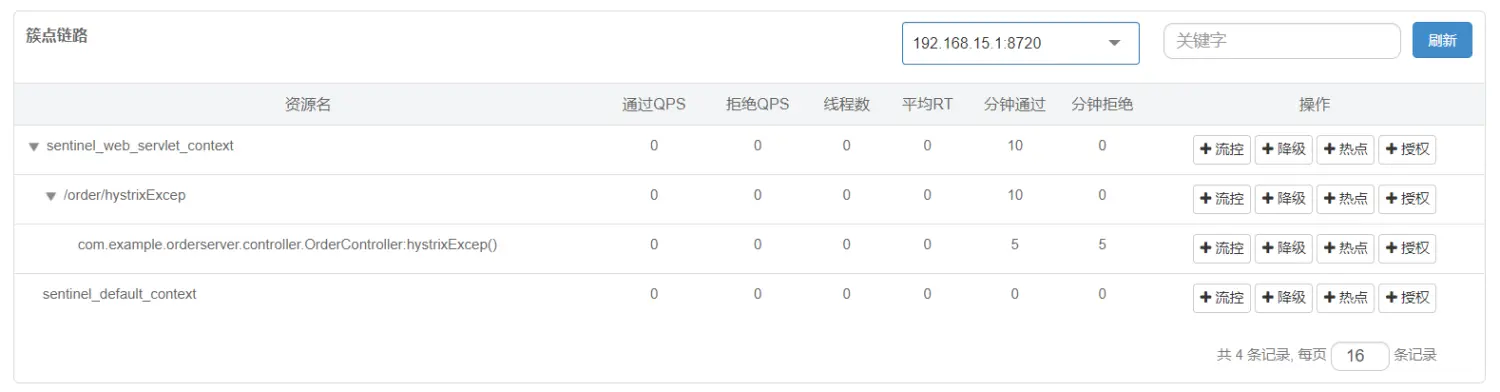 簇点链路 192.168.15.1:8720 关键字 刷新
资源名 通过QPS 拒绝QPS 线程数 平均RT 分钟通过 分钟拒绝 操作
sentinel_web_servlet_context 0 0 0 0 10 0 +流控 +降级 +热点 +授权
/order/hystrixExcep 0 0 0 0 10 0 +流控 +降级 +热点 +授权
com.example.orderserver.controller.OrderController:hystrixExcep() 0 0 0 0 5 5 +流控 +降级 +热点 +授权
sentinel_default_context 0 0 0 0 0 0 +流控 +降级 +热点 +授权
共 4 条记录, 每页 16 条记录